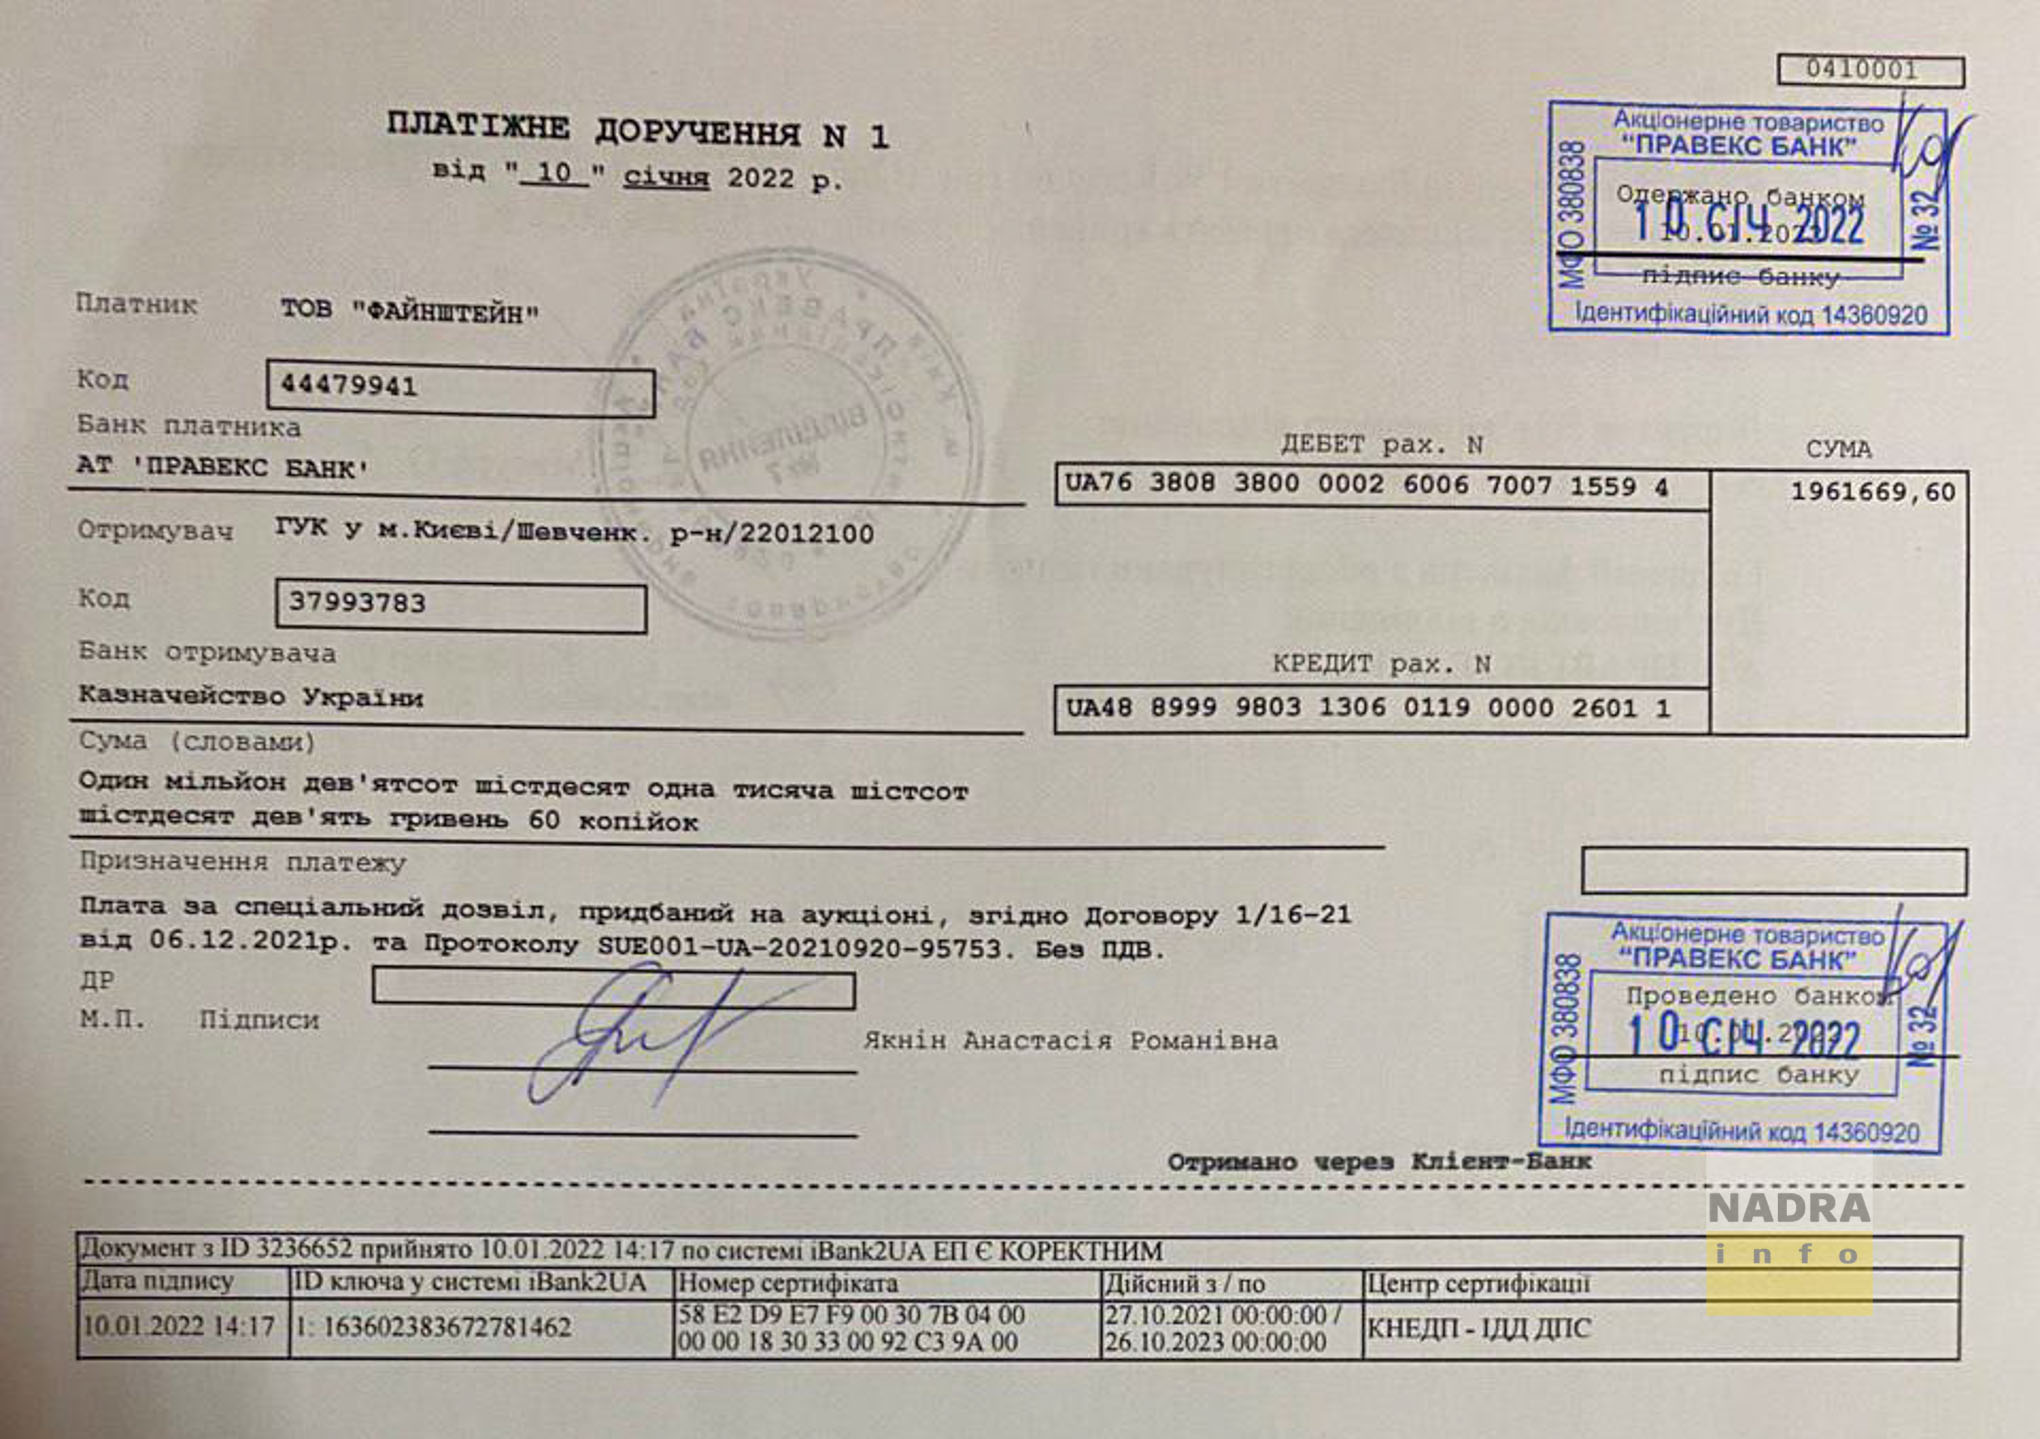 0410001
ПЛАТІЖНЕ ДОРУЧЕННЯ N 1
від " 10 " січня 2022 р.
Акціонерне товариство
"ПРАВЕКС БАНК"
МФО 380838
№ 32
Одержано банком
10 СІЧ 2022
10.01.2022
підпис банку
Ідентифікаційний код 14360920
Платник ТОВ "ФАЙНШТЕЙН"
Код 44479941
Банк платника
АТ 'ПРАВЕКС БАНК'
ДЕБЕТ рах. N СУМА
UA76 3808 3800 0002 6006 7007 1559 4 1961669,60
Отримувач ГУК у м.Києві/Шевченк. р-н/22012100
Код 37993783
Банк отримувача
Казначейство України
КРЕДИТ рах. N
UA48 8999 9803 1306 0119 0000 2601 1
Сума (словами)
Один мільйон дев'ятсот шістдесят одна тисяча шістсот
шістдесят дев'ять гривень 60 копійок
Призначення платежу
Плата за спеціальний дозвіл, придбаний на аукціоні, згідно Договору 1/16-21
від 06.12.2021р. та Протоколу SUE001-UA-20210920-95753. Без ПДВ.
ДР
М.П. Підписи
Якнін Анастасія Романівна
Акціонерне товариство
"ПРАВЕКС БАНК"
МФО 380838
№ 32
Проведено банком
10 СІЧ 2022
10.01.2022
підпис банку
Ідентифікаційний код 14360920
Отримано через Клієнт-Банк
NADRA
info
Документ з ID 3236652 прийнято 10.01.2022 14:17 по системі iBank2UA ЕП Є КОРЕКТНИМ
Дата підпису ID ключа у системі iBank2UA Номер сертифіката Дійсний з / по Центр сертифікації
10.01.2022 14:17 1: 163602383672781462 58 E2 D9 E7 F9 00 30 7B 04 00 27.10.2021 00:00:00 / КНЕДП - ІДД ДПС
00 00 18 30 33 00 92 C3 9A 00 26.10.2023 00:00:00